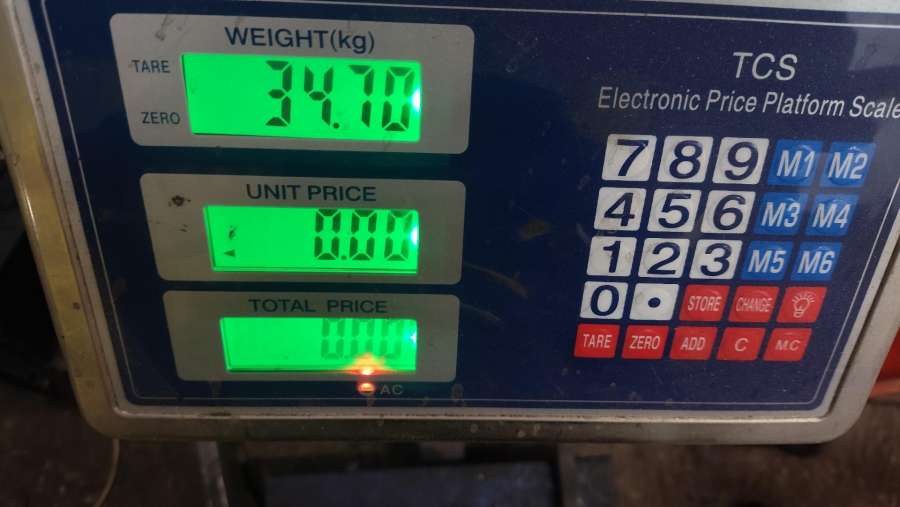 WEIGHT(kg)
TARE
34.70
ZERO
UNIT PRICE
0.00
TOTAL PRICE
0.00
AC
TCS
Electronic Price Platform Scale
7 8 9 M1 M2
4 5 6 M3 M4
1 2 3 M5 M6
0 • STORE CHANGE
TARE ZERO ADD C M.C